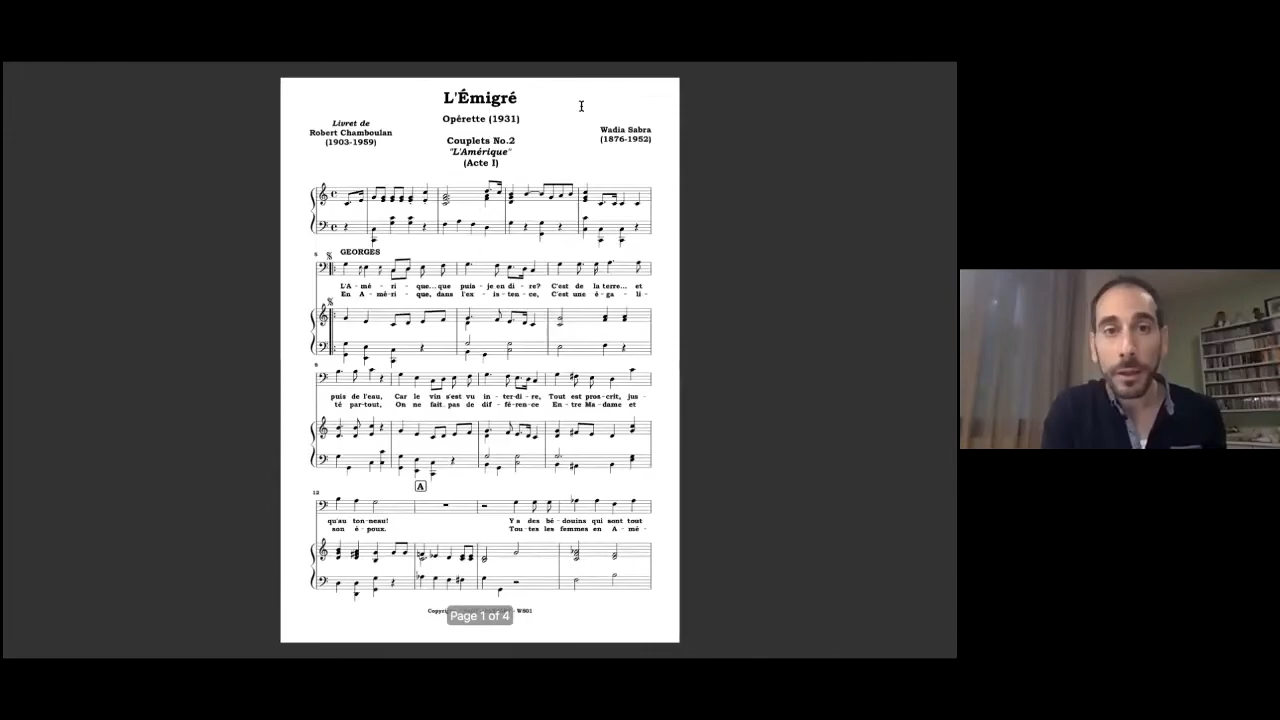 L'Émigré
Opérette (1931)
Livret de
Robert Chamboulan
(1903-1959)
Wadia Sabra
(1876-1952)
Couplets No.2
"L'Amérique"
(Acte I)
GEORGES
5
L'A - mé - ri - que... que puis - je en di - re? C'est de la terre... et
En A - mé - ri - que, dans l'ex - is - ten - ce, C'est une é - ga - li -
puis de l'eau, Car le vin s'est vu in - ter - di - re, Tout est pros - crit, jus -
té par - tout, On ne fait pas de dif - fé - ren - ce En - tre Ma - dame et
A
12
qu'au ton - neau! Y a des bé - douins qui sont tout
son é - poux. Tou - tes les femmes en A - mé -
Page 1 of 4